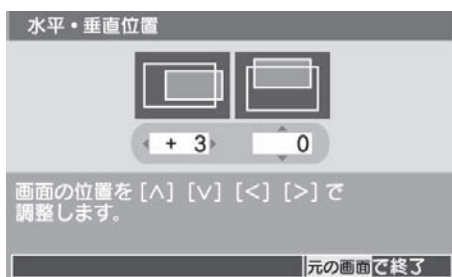 水平・垂直位置
+ 3
0
画面の位置を [∧] [∨] [<] [>] で
調整します。
元の画面で終了